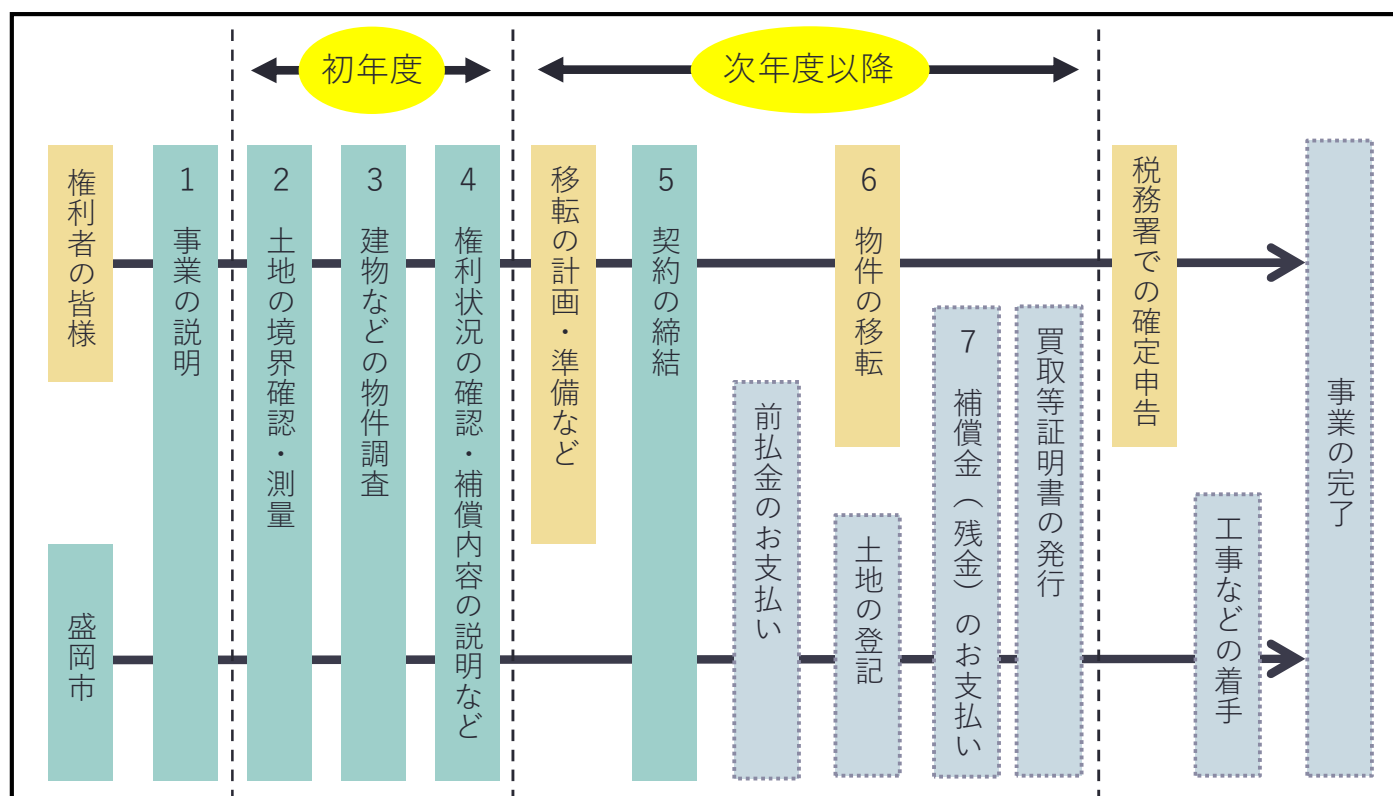 初年度
次年度以降
権利者の皆様
盛岡市
1 事業の説明
2 土地の境界確認・測量
3 建物などの物件調査
4 権利状況の確認・補償内容の説明など
移転の計画・準備など
5 契約の締結
前払金のお支払い
6 物件の移転
土地の登記
7 補償金（残金）のお支払い
買取等証明書の発行
税務署での確定申告
工事などの着手
事業の完了